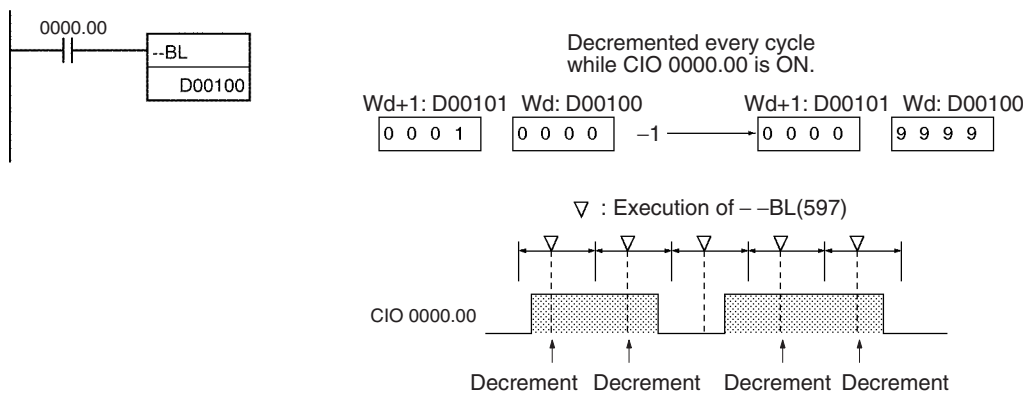 0000.00
--BL
D00100
Decremented every cycle
while CIO 0000.00 is ON.
Wd+1: D00101 Wd: D00100 Wd+1: D00101 Wd: D00100
0 0 0 1 0 0 0 0 −1 0 0 0 0 9 9 9 9
▽ : Execution of – –BL(597)
CIO 0000.00
Decrement Decrement Decrement Decrement